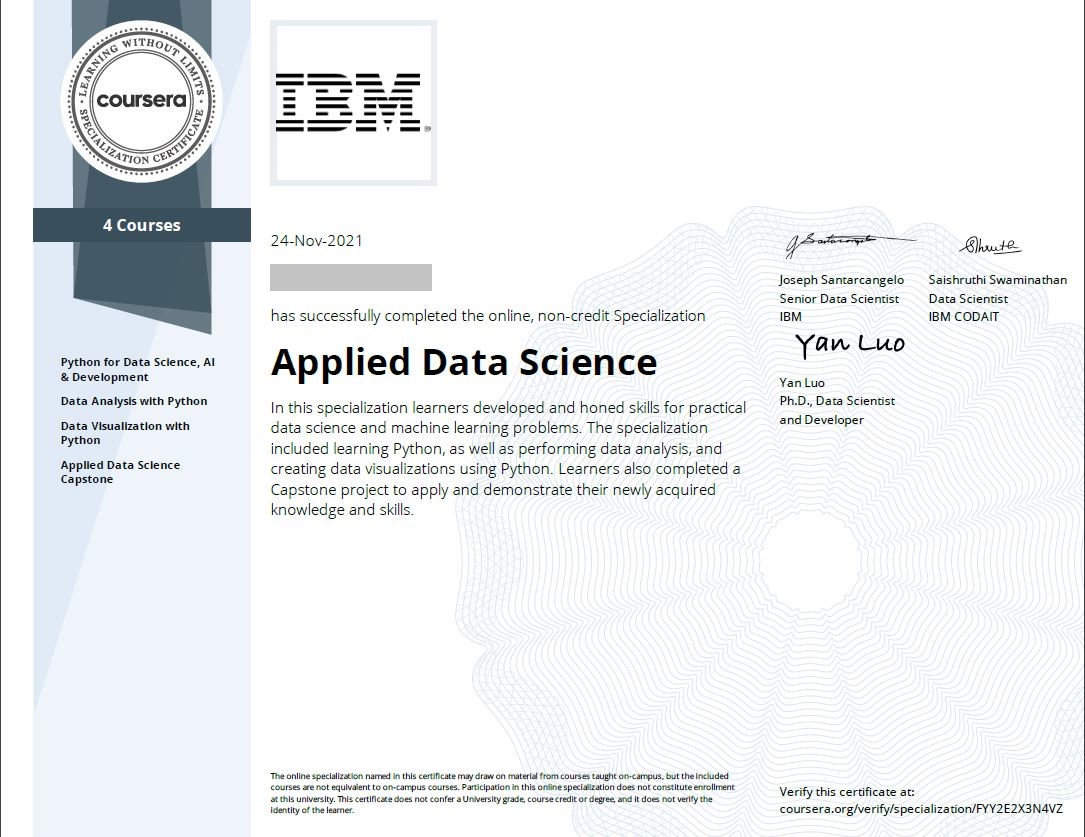 LEARNING WITHOUT LIMITS
coursera
SPECIALIZATION CERTIFICATE
IBM®
4 Courses
Python for Data Science, AI
& Development
Data Analysis with Python
Data Visualization with
Python
Applied Data Science
Capstone
24-Nov-2021
has successfully completed the online, non-credit Specialization
Applied Data Science
In this specialization learners developed and honed skills for practical
data science and machine learning problems. The specialization
included learning Python, as well as performing data analysis, and
creating data visualizations using Python. Learners also completed a
Capstone project to apply and demonstrate their newly acquired
knowledge and skills.
Joseph Santarcangelo
Senior Data Scientist
IBM
Saishruthi Swaminathan
Data Scientist
IBM CODAIT
Yan Luo
Yan Luo
Ph.D., Data Scientist
and Developer
The online specialization named in this certificate may draw on material from courses taught on-campus, but the included
courses are not equivalent to on-campus courses. Participation in this online specialization does not constitute enrollment
at this university. This certificate does not confer a University grade, course credit or degree, and it does not verify the
identity of the learner.
Verify this certificate at:
coursera.org/verify/specialization/FYY2E2X3N4VZ